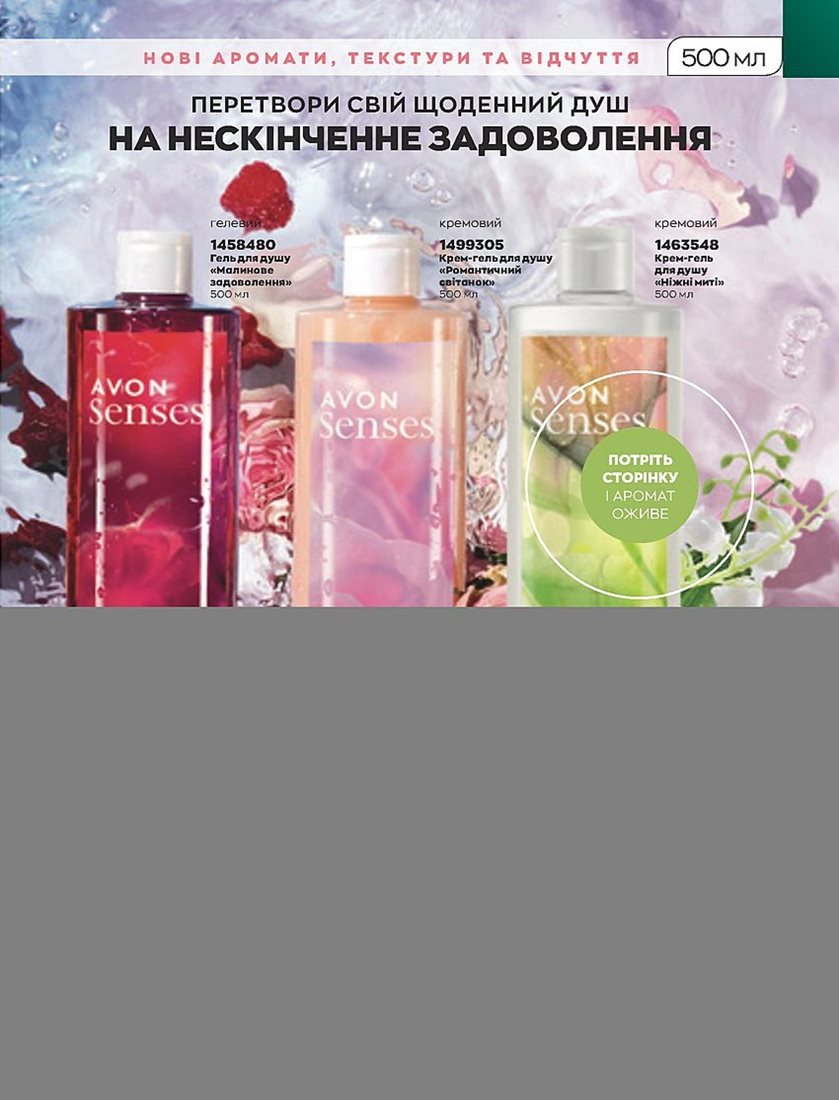 НОВІ АРОМАТИ, ТЕКСТУРИ ТА ВІДЧУТТЯ
500 мл
ПЕРЕТВОРИ СВІЙ ЩОДЕННИЙ ДУШ
НА НЕСКІНЧЕННЕ ЗАДОВОЛЕННЯ
гелевий
1458480
Гель для душу
«Малинове
задоволення»
500 мл
кремовий
1499305
Крем-гель для душу
«Романтичний
світанок»
500 мл
кремовий
1463548
Крем-гель
для душу
«Ніжні миті»
500 мл
AVON
Senses
AVON
Senses
AVON
Senses
ПОТРІТЬ
СТОРІНКУ
І АРОМАТ
ОЖИВЕ